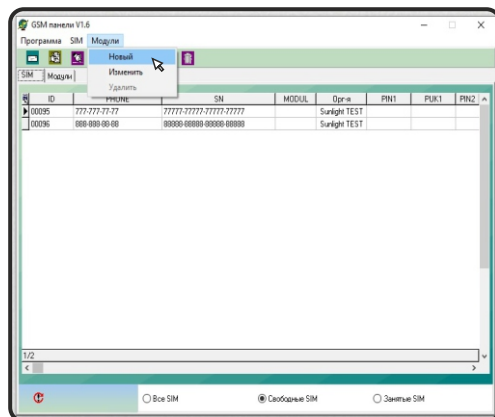 GSM панели V1.6
Программа SIM Модули
Новый
Изменить
Удалить
SIM Модули
ID PHONE SN MODUL Орг-я PIN1 PUK1 PIN2
00095 777-777-77-77 77777-77777-77777-77777 Sunlight TEST
00096 888-888-88-88 88888-88888-88888-88888 Sunlight TEST
1/2
Все SIM Свободные SIM Занятые SIM